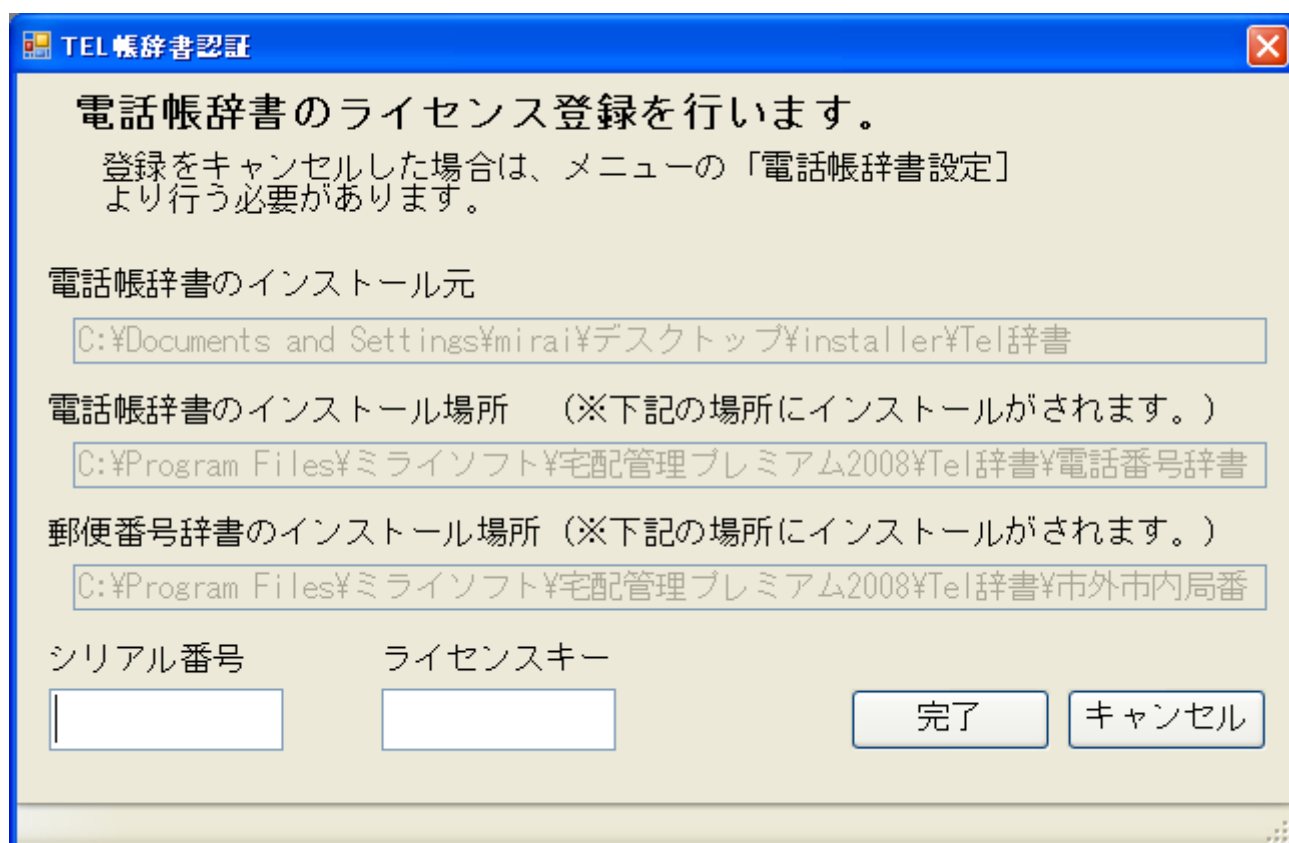 TEL帳辞書認証
電話帳辞書のライセンス登録を行います。
登録をキャンセルした場合は、メニューの「電話帳辞書設定］
より行う必要があります。
電話帳辞書のインストール元
C:¥Documents and Settings¥mirai¥デスクトップ¥installer¥Tel辞書
電話帳辞書のインストール場所　（※下記の場所にインストールがされます。）
C:¥Program Files¥ミライソフト¥宅配管理プレミアム2008¥Tel辞書¥電話番号辞書
郵便番号辞書のインストール場所（※下記の場所にインストールがされます。）
C:¥Program Files¥ミライソフト¥宅配管理プレミアム2008¥Tel辞書¥市外市内局番
シリアル番号　ライセンスキー
完了　キャンセル